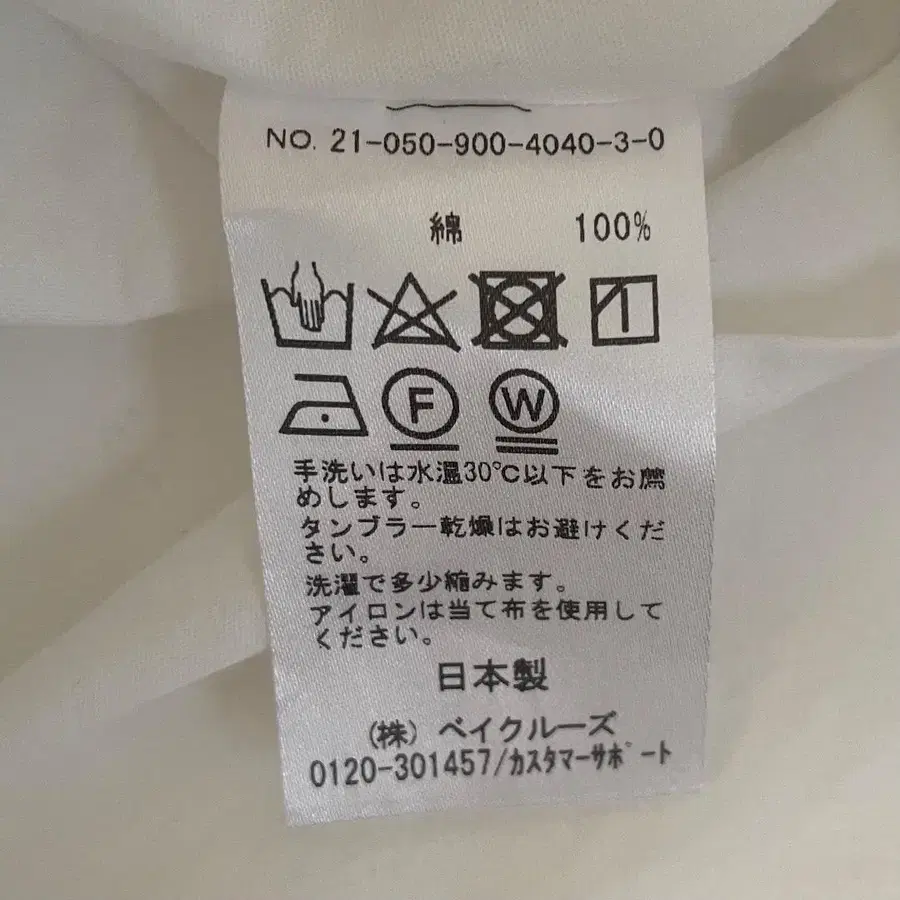 NO. 21-050-900-4040-3-0
綿 100%
F W
手洗いは水温30℃以下をお薦
めします。
タンブラー乾燥はお避けくだ
さい。
洗濯で多少縮みます。
アイロンは当て布を使用して
ください。
日本製
(株) ベイクルーズ
0120-301457/カスタマーサポート